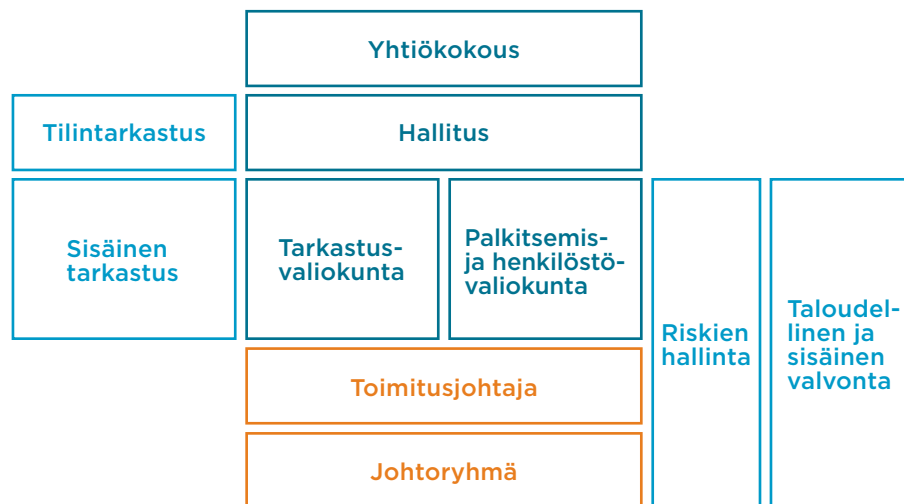 Yhtiökokous
Tilintarkastus
Hallitus
Sisäinen
tarkastus
Tarkastus-
valiokunta
Palkitsemis-
ja henkilöstö-
valiokunta
Riskien
hallinta
Taloudel-
linen ja
sisäinen
valvonta
Toimitusjohtaja
Johtoryhmä